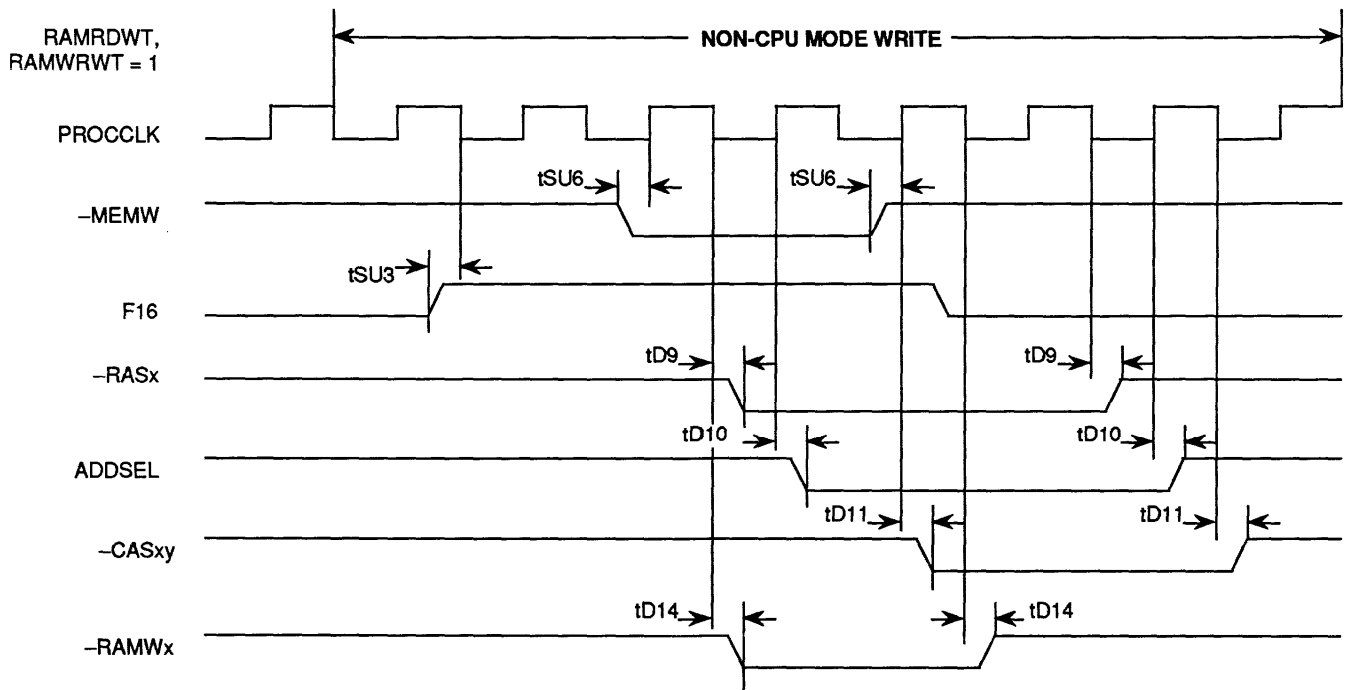 RAMRDWT,
RAMWRWT = 1
NON-CPU MODE WRITE
PROCCLK
tSU6
tSU6
–MEMW
tSU3
F16
tD9
tD9
–RASx
tD10
tD10
ADDSEL
tD11
tD11
–CASxy
tD14
tD14
–RAMWx